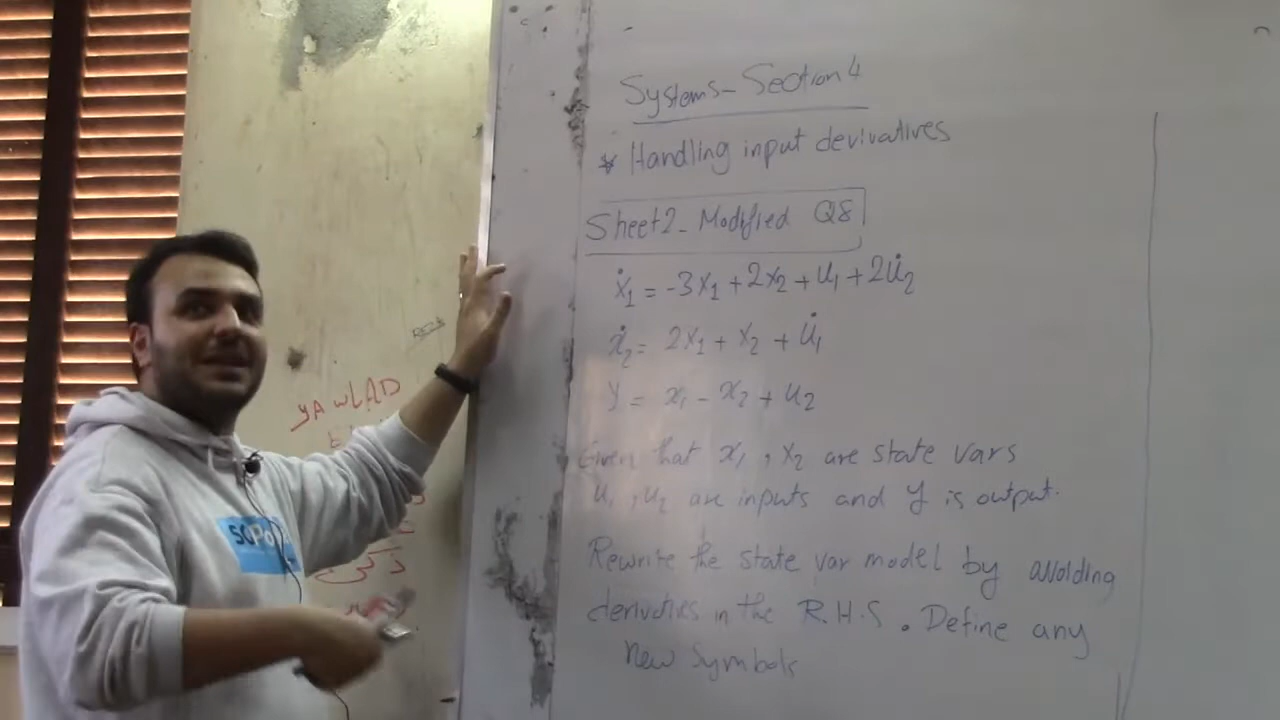 Systems - Section 4
* Handling input derivatives
Sheet2 - Modified Q8
ẋ₁ = -3x₁ + 2x₂ + u₁ + 2u̇₂
ẋ₂ = 2x₁ + x₂ + u̇₁
y = x₁ - x₂ + u₂
Given that x₁, x₂ are state vars
u₁, u₂ are inputs and y is output.
Rewrite the state var model by avoiding
derivaties in the R.H.S. Define any
new symbols
YA WLAD